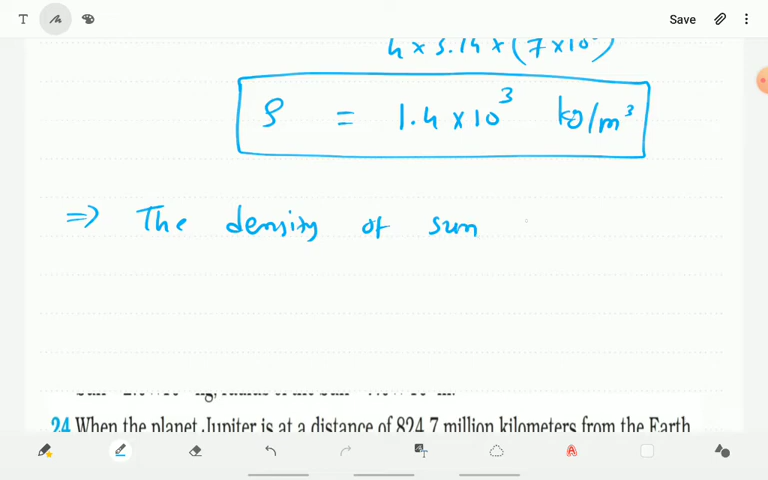 T
Save
4 × 3.14 × (7 × 10
ρ = 1.4 × 10³ kg/m³
⇒ The density of sun
24 When the planet Jupiter is at a distance of 824.7 million kilometers from the Earth